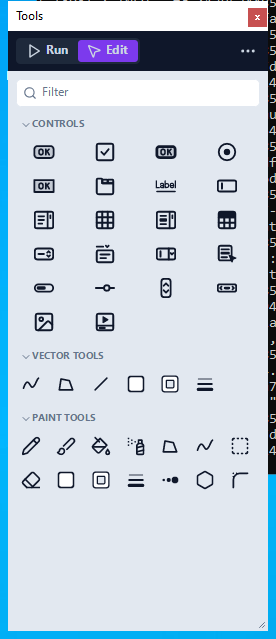 Tools
Run Edit
Filter
CONTROLS
OK OK
OK Label
VECTOR TOOLS
PAINT TOOLS